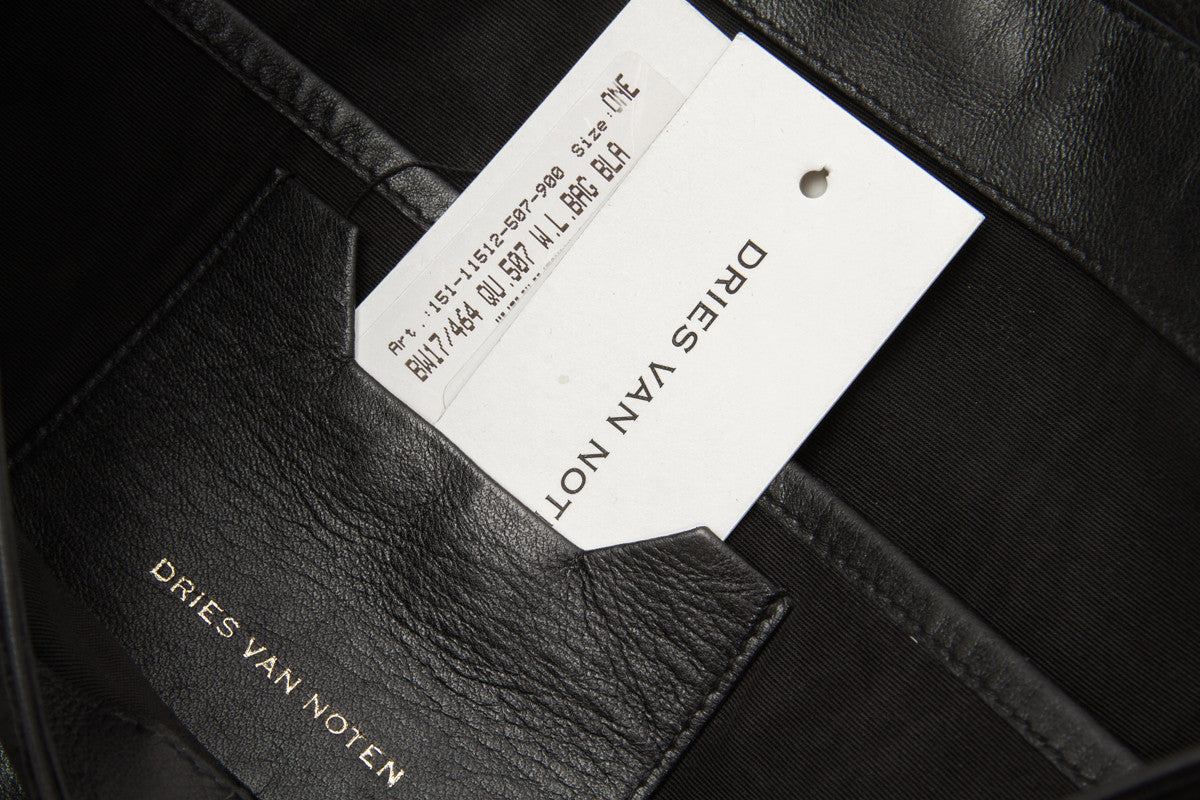 Art.:151-11512-507-900 Size:ONE
BW17/464 QU.507 W.L.BAG BLA
DRIES VAN NOT
DRIES VAN NOTEN